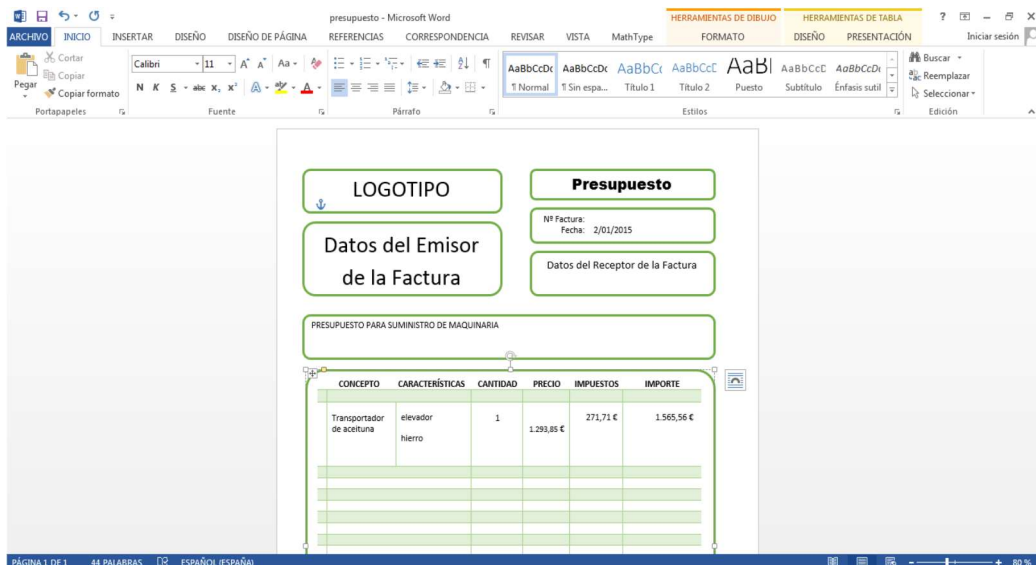 presupuesto - Microsoft Word
HERRAMIENTAS DE DIBUJO
HERRAMIENTAS DE TABLA
?
ARCHIVO INICIO INSERTAR DISEÑO DISEÑO DE PÁGINA REFERENCIAS CORRESPONDENCIA REVISAR VISTA MathType FORMATO DISEÑO PRESENTACIÓN Iniciar sesión
Pegar
Cortar
Copiar
Copiar formato
Portapapeles
Calibri 11 A A Aa
N K S abc x₂ x² A A
Fuente
Párrafo
AaBbCcDc AaBbCcDc AaBbCc AaBbCcC AaBl AaBbCcC AaBbCcDc
¶ Normal ¶ Sin espa... Título 1 Título 2 Puesto Subtítulo Énfasis sutil
Estilos
Buscar
Reemplazar
Seleccionar
Edición
LOGOTIPO
Presupuesto
Nº Factura:
Fecha: 2/01/2015
Datos del Emisor
de la Factura
Datos del Receptor de la Factura
PRESUPUESTO PARA SUMINISTRO DE MAQUINARIA
CONCEPTO CARACTERÍSTICAS CANTIDAD PRECIO IMPUESTOS IMPORTE
Transportador
de aceituna
elevador
hierro
1
1.293,85 €
271,71 €
1.565,56 €
PÁGINA 1 DE 1 44 PALABRAS ESPAÑOL (ESPAÑA) 80 %